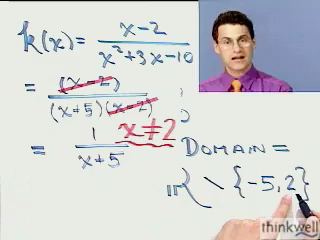 k(x) = x-2 / x²+3x-10
= (x-2) / (x+5)(x-2) ,
= 1 / x+5 , x≠2
DOMAIN =
ℝ \ {-5, 2}
thinkwell